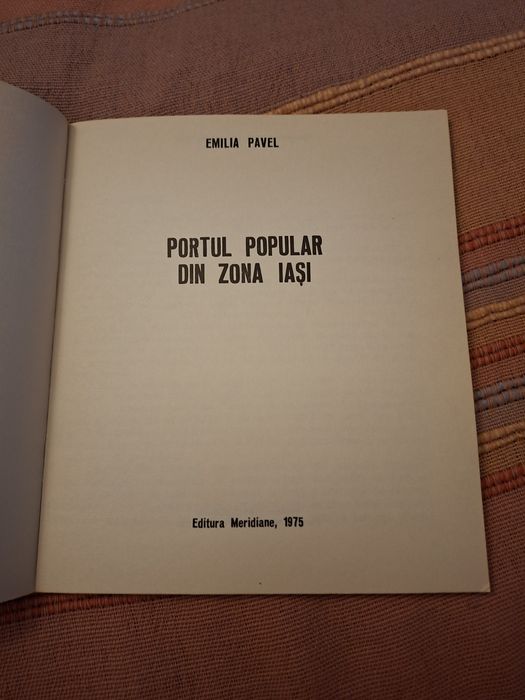 EMILIA PAVEL
PORTUL POPULAR
DIN ZONA IAȘI
Editura Meridiane, 1975